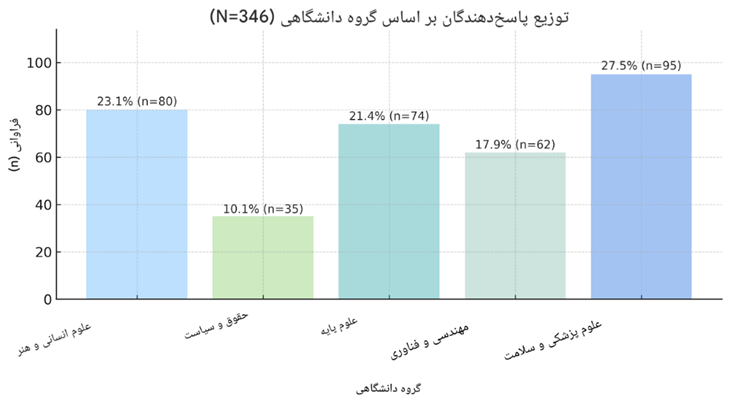 توزیع پاسخ‌دهندگان بر اساس گروه دانشگاهی (N=346)
فراوانی (n)
100
80
60
40
20
0
23.1% (n=80)
10.1% (n=35)
21.4% (n=74)
17.9% (n=62)
27.5% (n=95)
علوم انسانی و هنر
حقوق و سیاست
علوم پایه
مهندسی و فناوری
علوم پزشکی و سلامت
گروه دانشگاهی